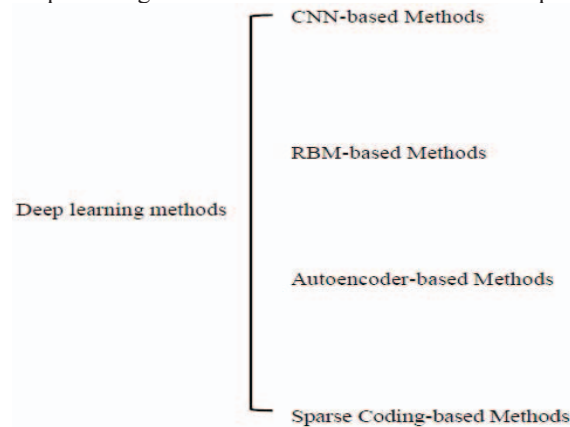 CNN-based Methods
RBM-based Methods
Deep learning methods
Autoencoder-based Methods
Sparse Coding-based Methods